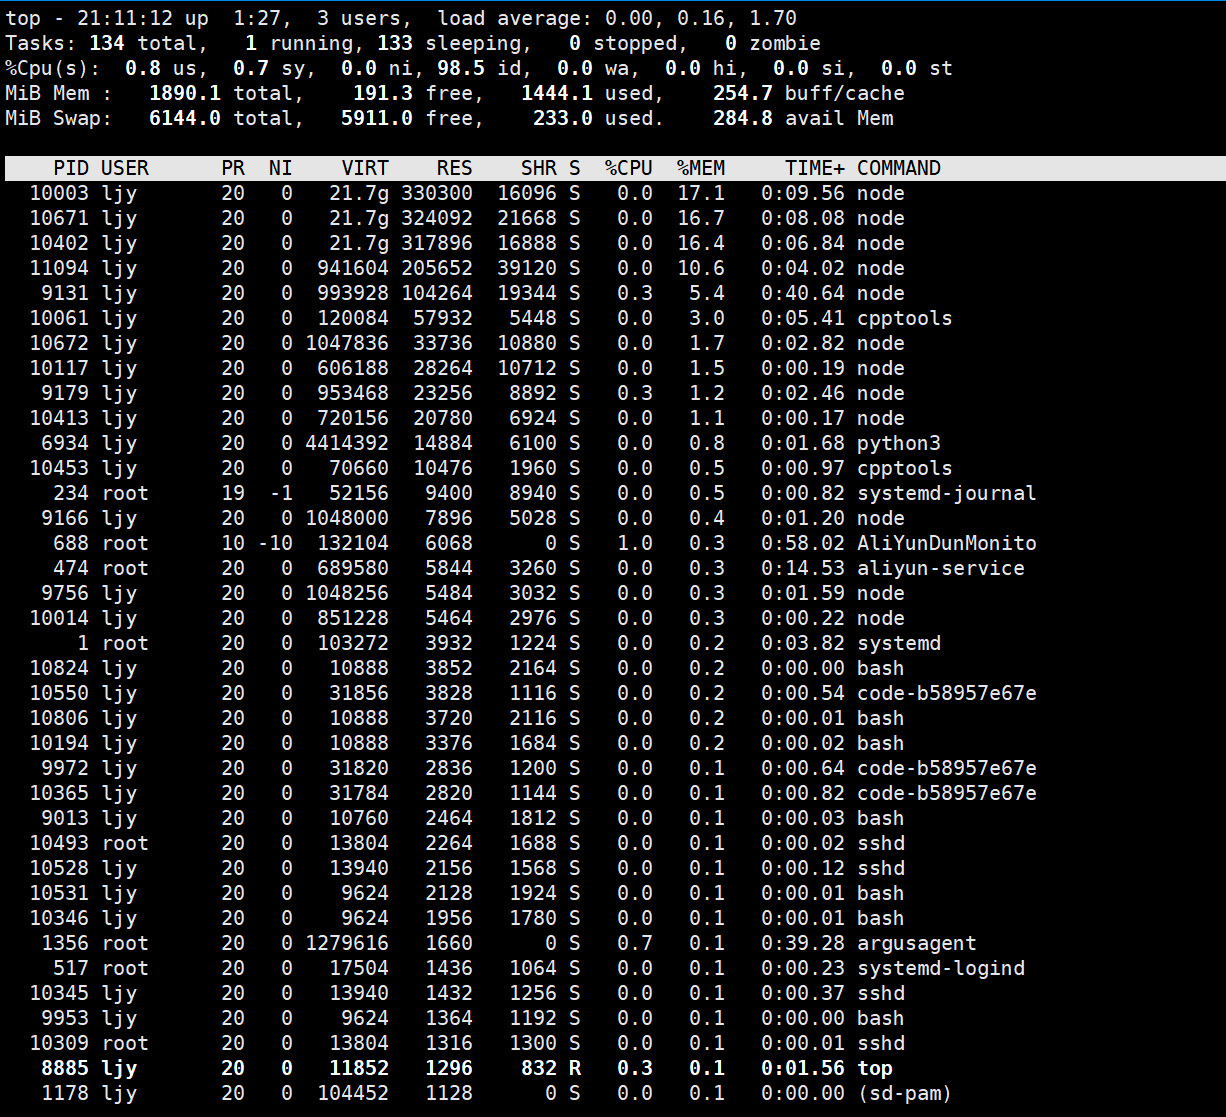 top - 21:11:12 up  1:27,  3 users,  load average: 0.00, 0.16, 1.70
Tasks: 134 total,   1 running, 133 sleeping,   0 stopped,   0 zombie
%Cpu(s):  0.8 us,  0.7 sy,  0.0 ni, 98.5 id,  0.0 wa,  0.0 hi,  0.0 si,  0.0 st
MiB Mem :   1890.1 total,    191.3 free,   1444.1 used,    254.7 buff/cache
MiB Swap:   6144.0 total,   5911.0 free,    233.0 used.    284.8 avail Mem
    PID USER      PR  NI    VIRT    RES    SHR S  %CPU  %MEM     TIME+ COMMAND
  10003 ljy       20   0   21.7g 330300  16096 S   0.0  17.1   0:09.56 node
  10671 ljy       20   0   21.7g 324092  21668 S   0.0  16.7   0:08.08 node
  10402 ljy       20   0   21.7g 317896  16888 S   0.0  16.4   0:06.84 node
  11094 ljy       20   0  941604 205652  39120 S   0.0  10.6   0:04.02 node
   9131 ljy       20   0  993928 104264  19344 S   0.3   5.4   0:40.64 node
  10061 ljy       20   0  120084  57932   5448 S   0.0   3.0   0:05.41 cpptools
  10672 ljy       20   0 1047836  33736  10880 S   0.0   1.7   0:02.82 node
  10117 ljy       20   0  606188  28264  10712 S   0.0   1.5   0:00.19 node
   9179 ljy       20   0  953468  23256   8892 S   0.3   1.2   0:02.46 node
  10413 ljy       20   0  720156  20780   6924 S   0.0   1.1   0:00.17 node
   6934 ljy       20   0 4414392  14884   6100 S   0.0   0.8   0:01.68 python3
  10453 ljy       20   0   70660  10476   1960 S   0.0   0.5   0:00.97 cpptools
    234 root      19  -1   52156   9400   8940 S   0.0   0.5   0:00.82 systemd-journal
   9166 ljy       20   0 1048000   7896   5028 S   0.0   0.4   0:01.20 node
    688 root      10 -10  132104   6068      0 S   1.0   0.3   0:58.02 AliYunDunMonito
    474 root      20   0  689580   5844   3260 S   0.0   0.3   0:14.53 aliyun-service
   9756 ljy       20   0 1048256   5484   3032 S   0.0   0.3   0:01.59 node
  10014 ljy       20   0  851228   5464   2976 S   0.0   0.3   0:00.22 node
      1 root      20   0  103272   3932   1224 S   0.0   0.2   0:03.82 systemd
  10824 ljy       20   0   10888   3852   2164 S   0.0   0.2   0:00.00 bash
  10550 ljy       20   0   31856   3828   1116 S   0.0   0.2   0:00.54 code-b58957e67e
  10806 ljy       20   0   10888   3720   2116 S   0.0   0.2   0:00.01 bash
  10194 ljy       20   0   10888   3376   1684 S   0.0   0.2   0:00.02 bash
   9972 ljy       20   0   31820   2836   1200 S   0.0   0.1   0:00.64 code-b58957e67e
  10365 ljy       20   0   31784   2820   1144 S   0.0   0.1   0:00.82 code-b58957e67e
   9013 ljy       20   0   10760   2464   1812 S   0.0   0.1   0:00.03 bash
  10493 root      20   0   13804   2264   1688 S   0.0   0.1   0:00.02 sshd
  10528 ljy       20   0   13940   2156   1568 S   0.0   0.1   0:00.12 sshd
  10531 ljy       20   0    9624   2128   1924 S   0.0   0.1   0:00.01 bash
  10346 ljy       20   0    9624   1956   1780 S   0.0   0.1   0:00.01 bash
   1356 root      20   0 1279616   1660      0 S   0.7   0.1   0:39.28 argusagent
    517 root      20   0   17504   1436   1064 S   0.0   0.1   0:00.23 systemd-logind
  10345 ljy       20   0   13940   1432   1256 S   0.0   0.1   0:00.37 sshd
   9953 ljy       20   0    9624   1364   1192 S   0.0   0.1   0:00.00 bash
  10309 root      20   0   13804   1316   1300 S   0.0   0.1   0:00.01 sshd
   8885 ljy       20   0   11852   1296    832 R   0.3   0.1   0:01.56 top
   1178 ljy       20   0  104452   1128      0 S   0.0   0.1   0:00.00 (sd-pam)